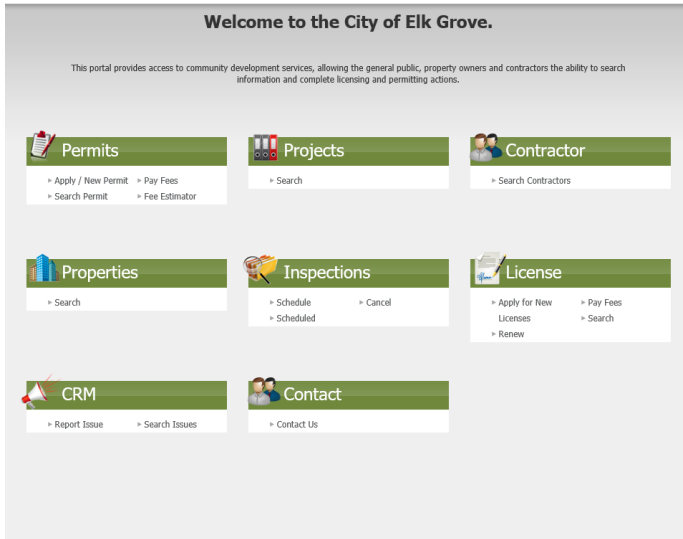 Welcome to the City of Elk Grove.
This portal provides access to community development services, allowing the general public, property owners and contractors the ability to search
information and complete licensing and permitting actions.
Permits
Apply / New Permit
Pay Fees
Search Permit
Fee Estimator
Projects
Search
Contractor
Search Contractors
Properties
Search
Inspections
Schedule
Cancel
Scheduled
License
Apply for New
Licenses
Pay Fees
Search
Renew
CRM
Report Issue
Search Issues
Contact
Contact Us